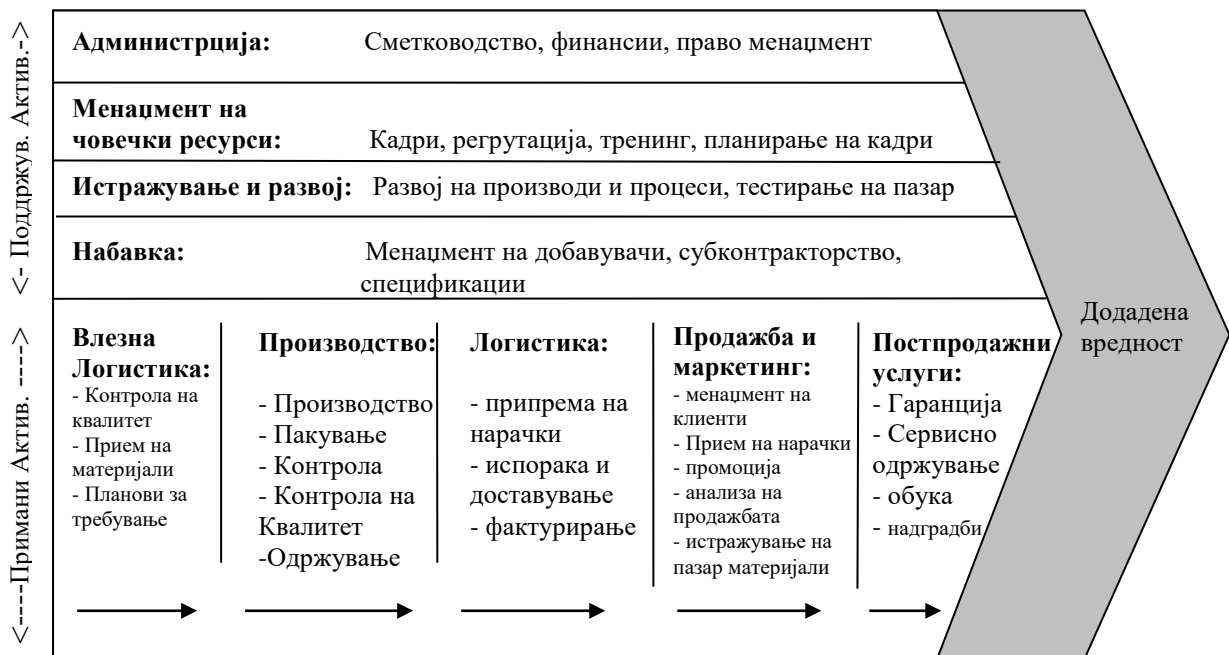 <- Поддржув. Актив.->
Администрција: Сметководство, финансии, право менаџмент
Менаџмент на
човечки ресурси: Кадри, регрутација, тренинг, планирање на кадри
Истражување и развој: Развој на производи и процеси, тестирање на пазар
Набавка: Менаџмент на добавувачи, субконтракторство,
спецификации
<----Примани Актив. ---->
Влезна
Логистика:
- Контрола на
квалитет
- Прием на
материјали
- Планови за
требување
Производство:
- Производство
- Пакување
- Контрола
- Контрола на
Квалитет
-Одржување
Логистика:
- припрема на
нарачки
- испорака и
доставување
- фактурирање
Продажба и
маркетинг:
- менаџмент на
клиенти
- Прием на нарачки
- промоција
- анализа на
продажбата
- истражување на
пазар материјали
Постпродажни
услуги:
- Гаранција
- Сервисно
одржување
- обука
- надградби
Додадена
вредност